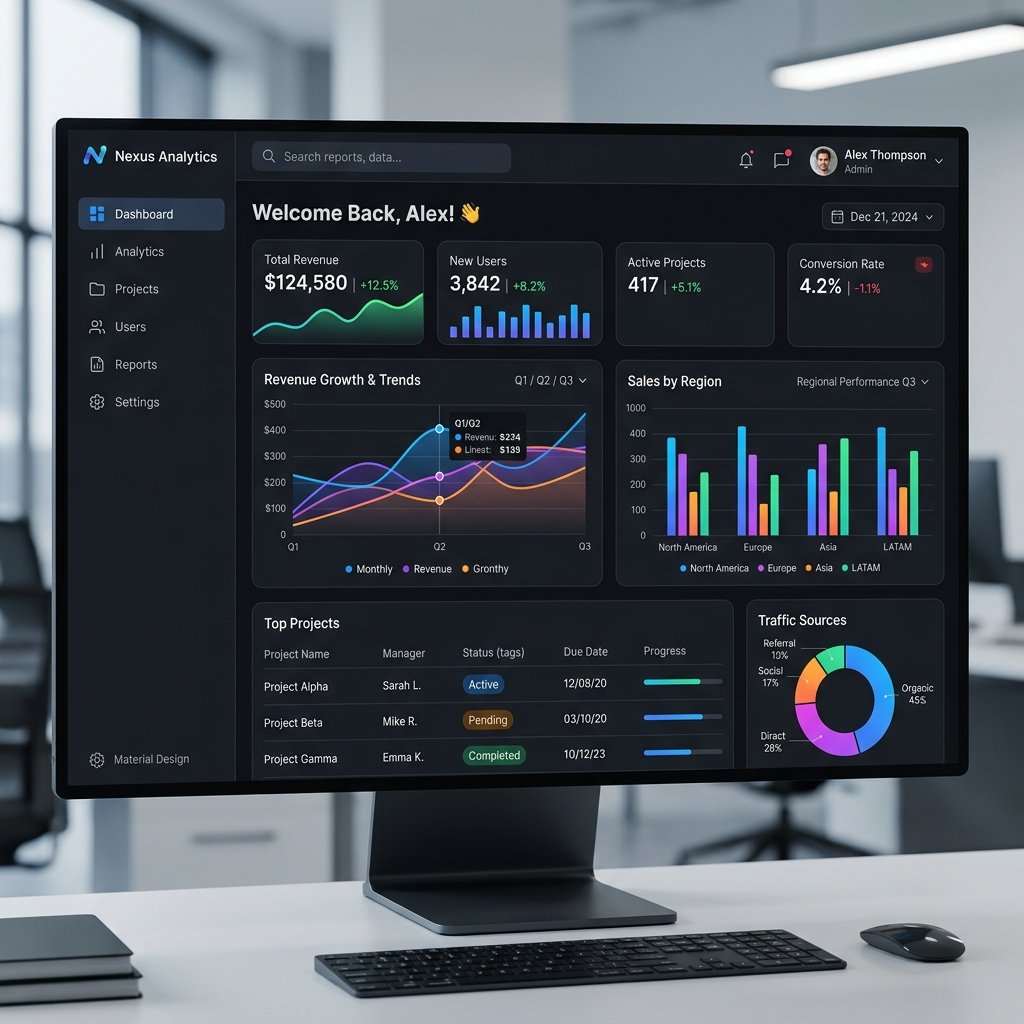 Nexus Analytics
Search reports, data...
Alex Thompson
Admin
Dashboard
Analytics
Projects
Users
Reports
Settings
Material Design
Welcome Back, Alex! 👋
Dec 21, 2024
Total Revenue
$124,580 | +12.5%
New Users
3,842 | +8.2%
Active Projects
417 | +5.1%
Conversion Rate
4.2% | -1.1%
Revenue Growth & Trends
Q1 / Q2 / Q3
$500
$400
$300
$200
$100
0
Q1/02
Revenu: $234
Linest: $139
Q1 Q2 Q3
Monthly Revenue Gronthy
Sales by Region
Regional Performance Q3
1000
400
300
200
100
0
North America Europe Asia LATAM
North America Europe Asia LATAM
Top Projects
Project Name Manager Status (tags) Due Date Progress
Project Alpha Sarah L. Active 12/08/20
Project Beta Mike R. Pending 03/10/20
Project Gamma Emma K. Completed 10/12/23
Traffic Sources
Referral
10%
Socisl
17%
Orgacic
45%
Diract
28%